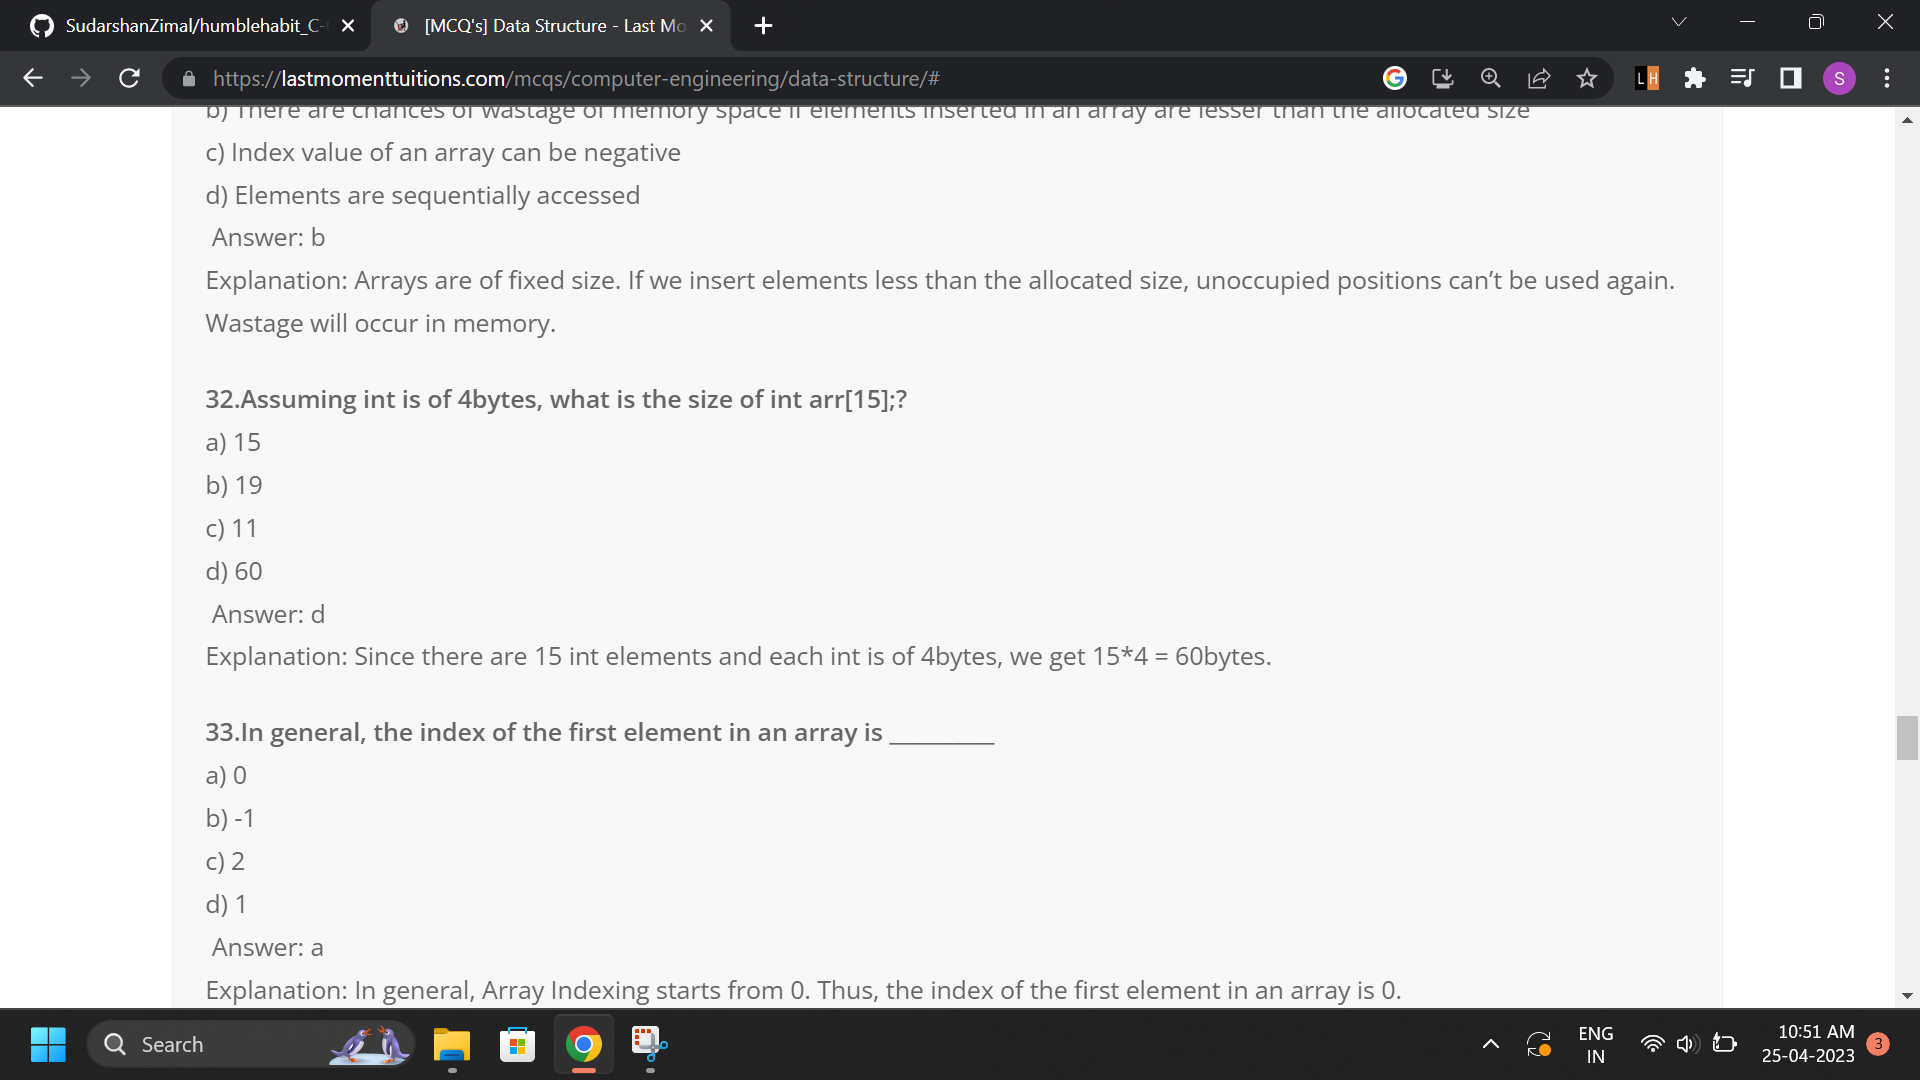 SudarshanZimal/humblehabit_C-
[MCQ's] Data Structure - Last Mo
https://lastmomenttuitions.com/mcqs/computer-engineering/data-structure/#
LH
S
b) There are chances of wastage of memory space if elements inserted in an array are lesser than the allocated size
c) Index value of an array can be negative
d) Elements are sequentially accessed
Answer: b
Explanation: Arrays are of fixed size. If we insert elements less than the allocated size, unoccupied positions can’t be used again.
Wastage will occur in memory.
32.Assuming int is of 4bytes, what is the size of int arr[15];?
a) 15
b) 19
c) 11
d) 60
Answer: d
Explanation: Since there are 15 int elements and each int is of 4bytes, we get 15*4 = 60bytes.
33.In general, the index of the first element in an array is __________
a) 0
b) -1
c) 2
d) 1
Answer: a
Explanation: In general, Array Indexing starts from 0. Thus, the index of the first element in an array is 0.
Search
ENG
IN
10:51 AM
25-04-2023
3